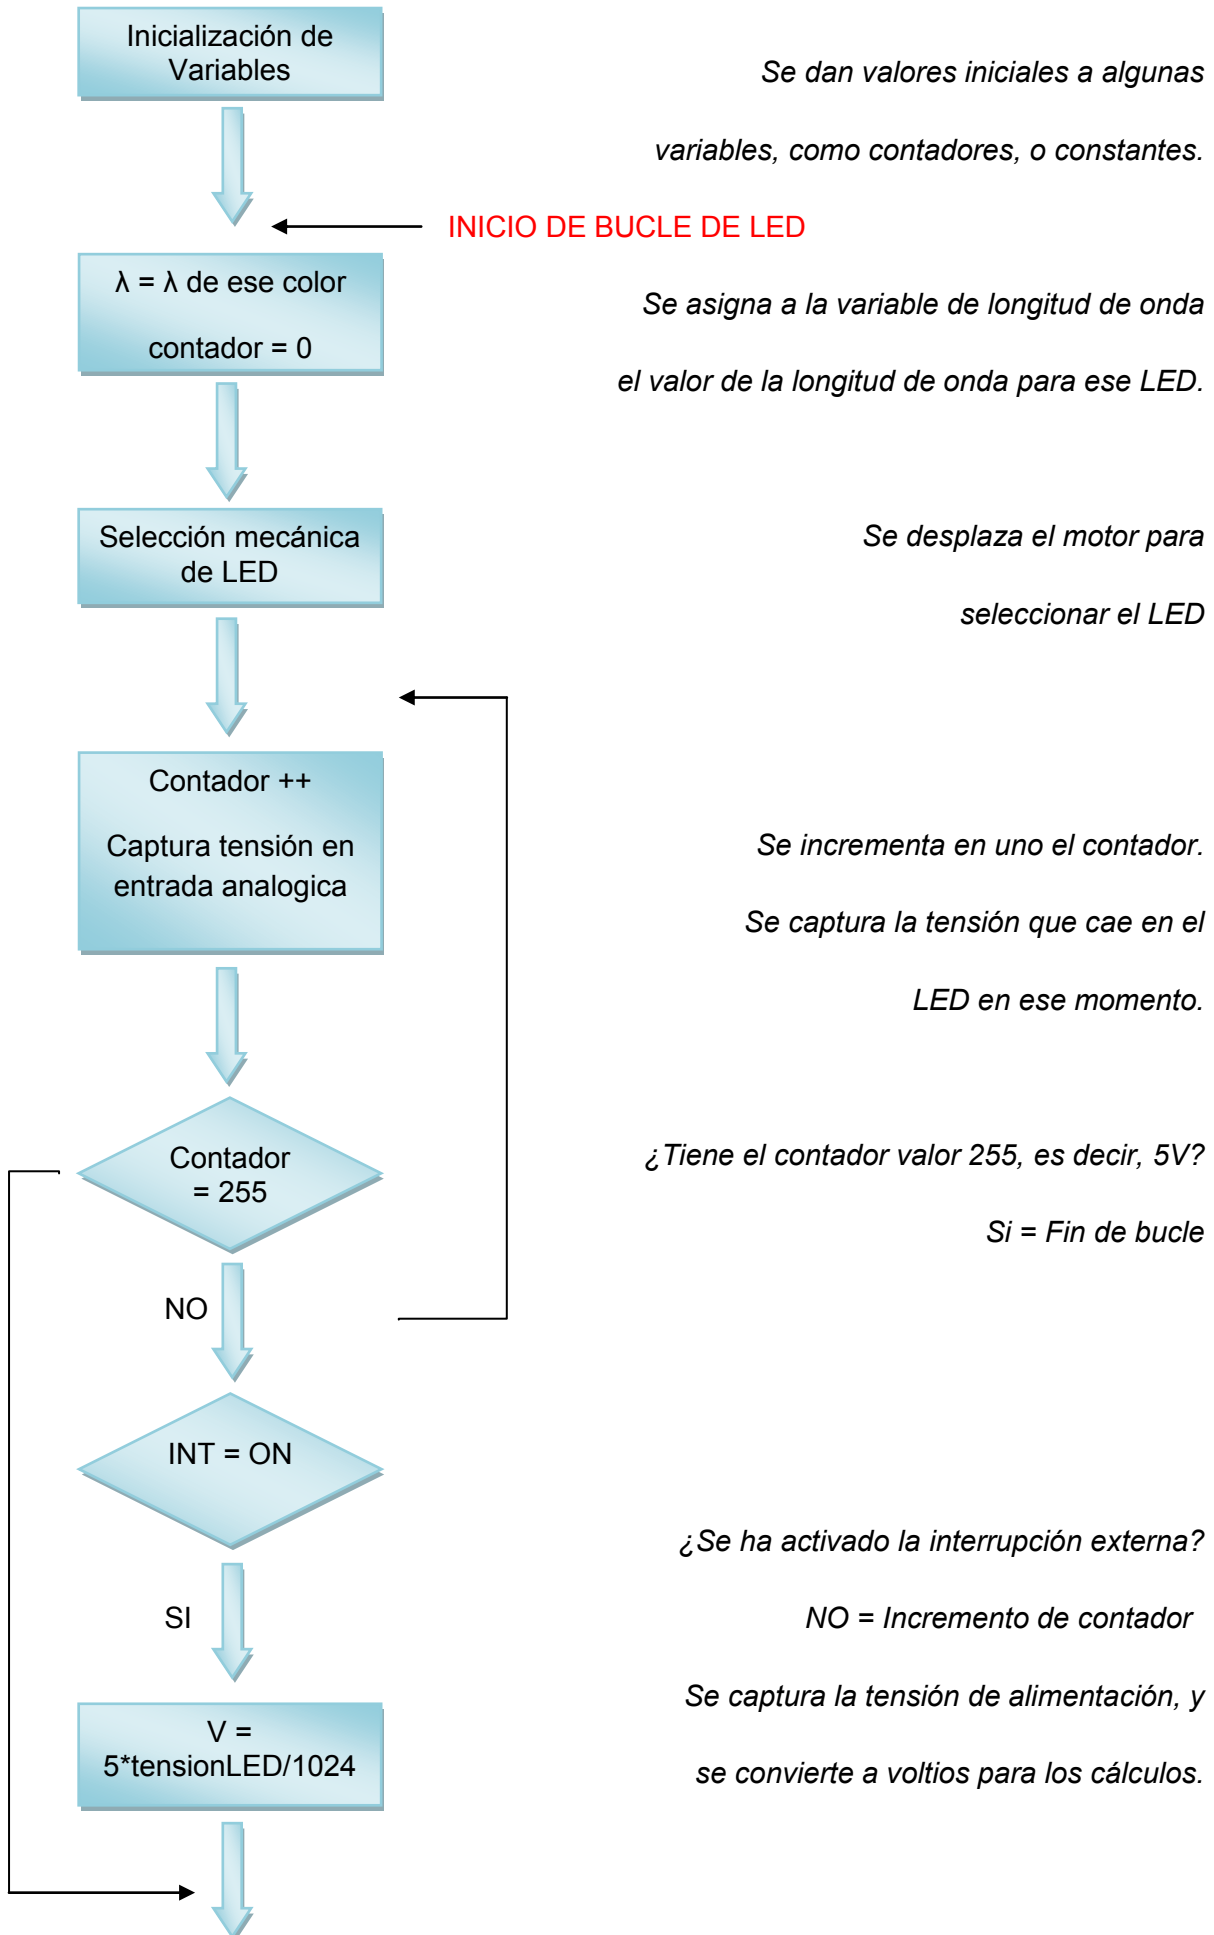 Inicialización de
Variables
Se dan valores iniciales a algunas
variables, como contadores, o constantes.
INICIO DE BUCLE DE LED
λ = λ de ese color
contador = 0
Se asigna a la variable de longitud de onda
el valor de la longitud de onda para ese LED.
Selección mecánica
de LED
Se desplaza el motor para
seleccionar el LED
Contador ++
Captura tensión en
entrada analogica
Se incrementa en uno el contador.
Se captura la tensión que cae en el
LED en ese momento.
Contador
= 255
¿Tiene el contador valor 255, es decir, 5V?
Si = Fin de bucle
NO
INT = ON
¿Se ha activado la interrupción externa?
SI
NO = Incremento de contador
Se captura la tensión de alimentación, y
se convierte a voltios para los cálculos.
V =
5*tensionLED/1024